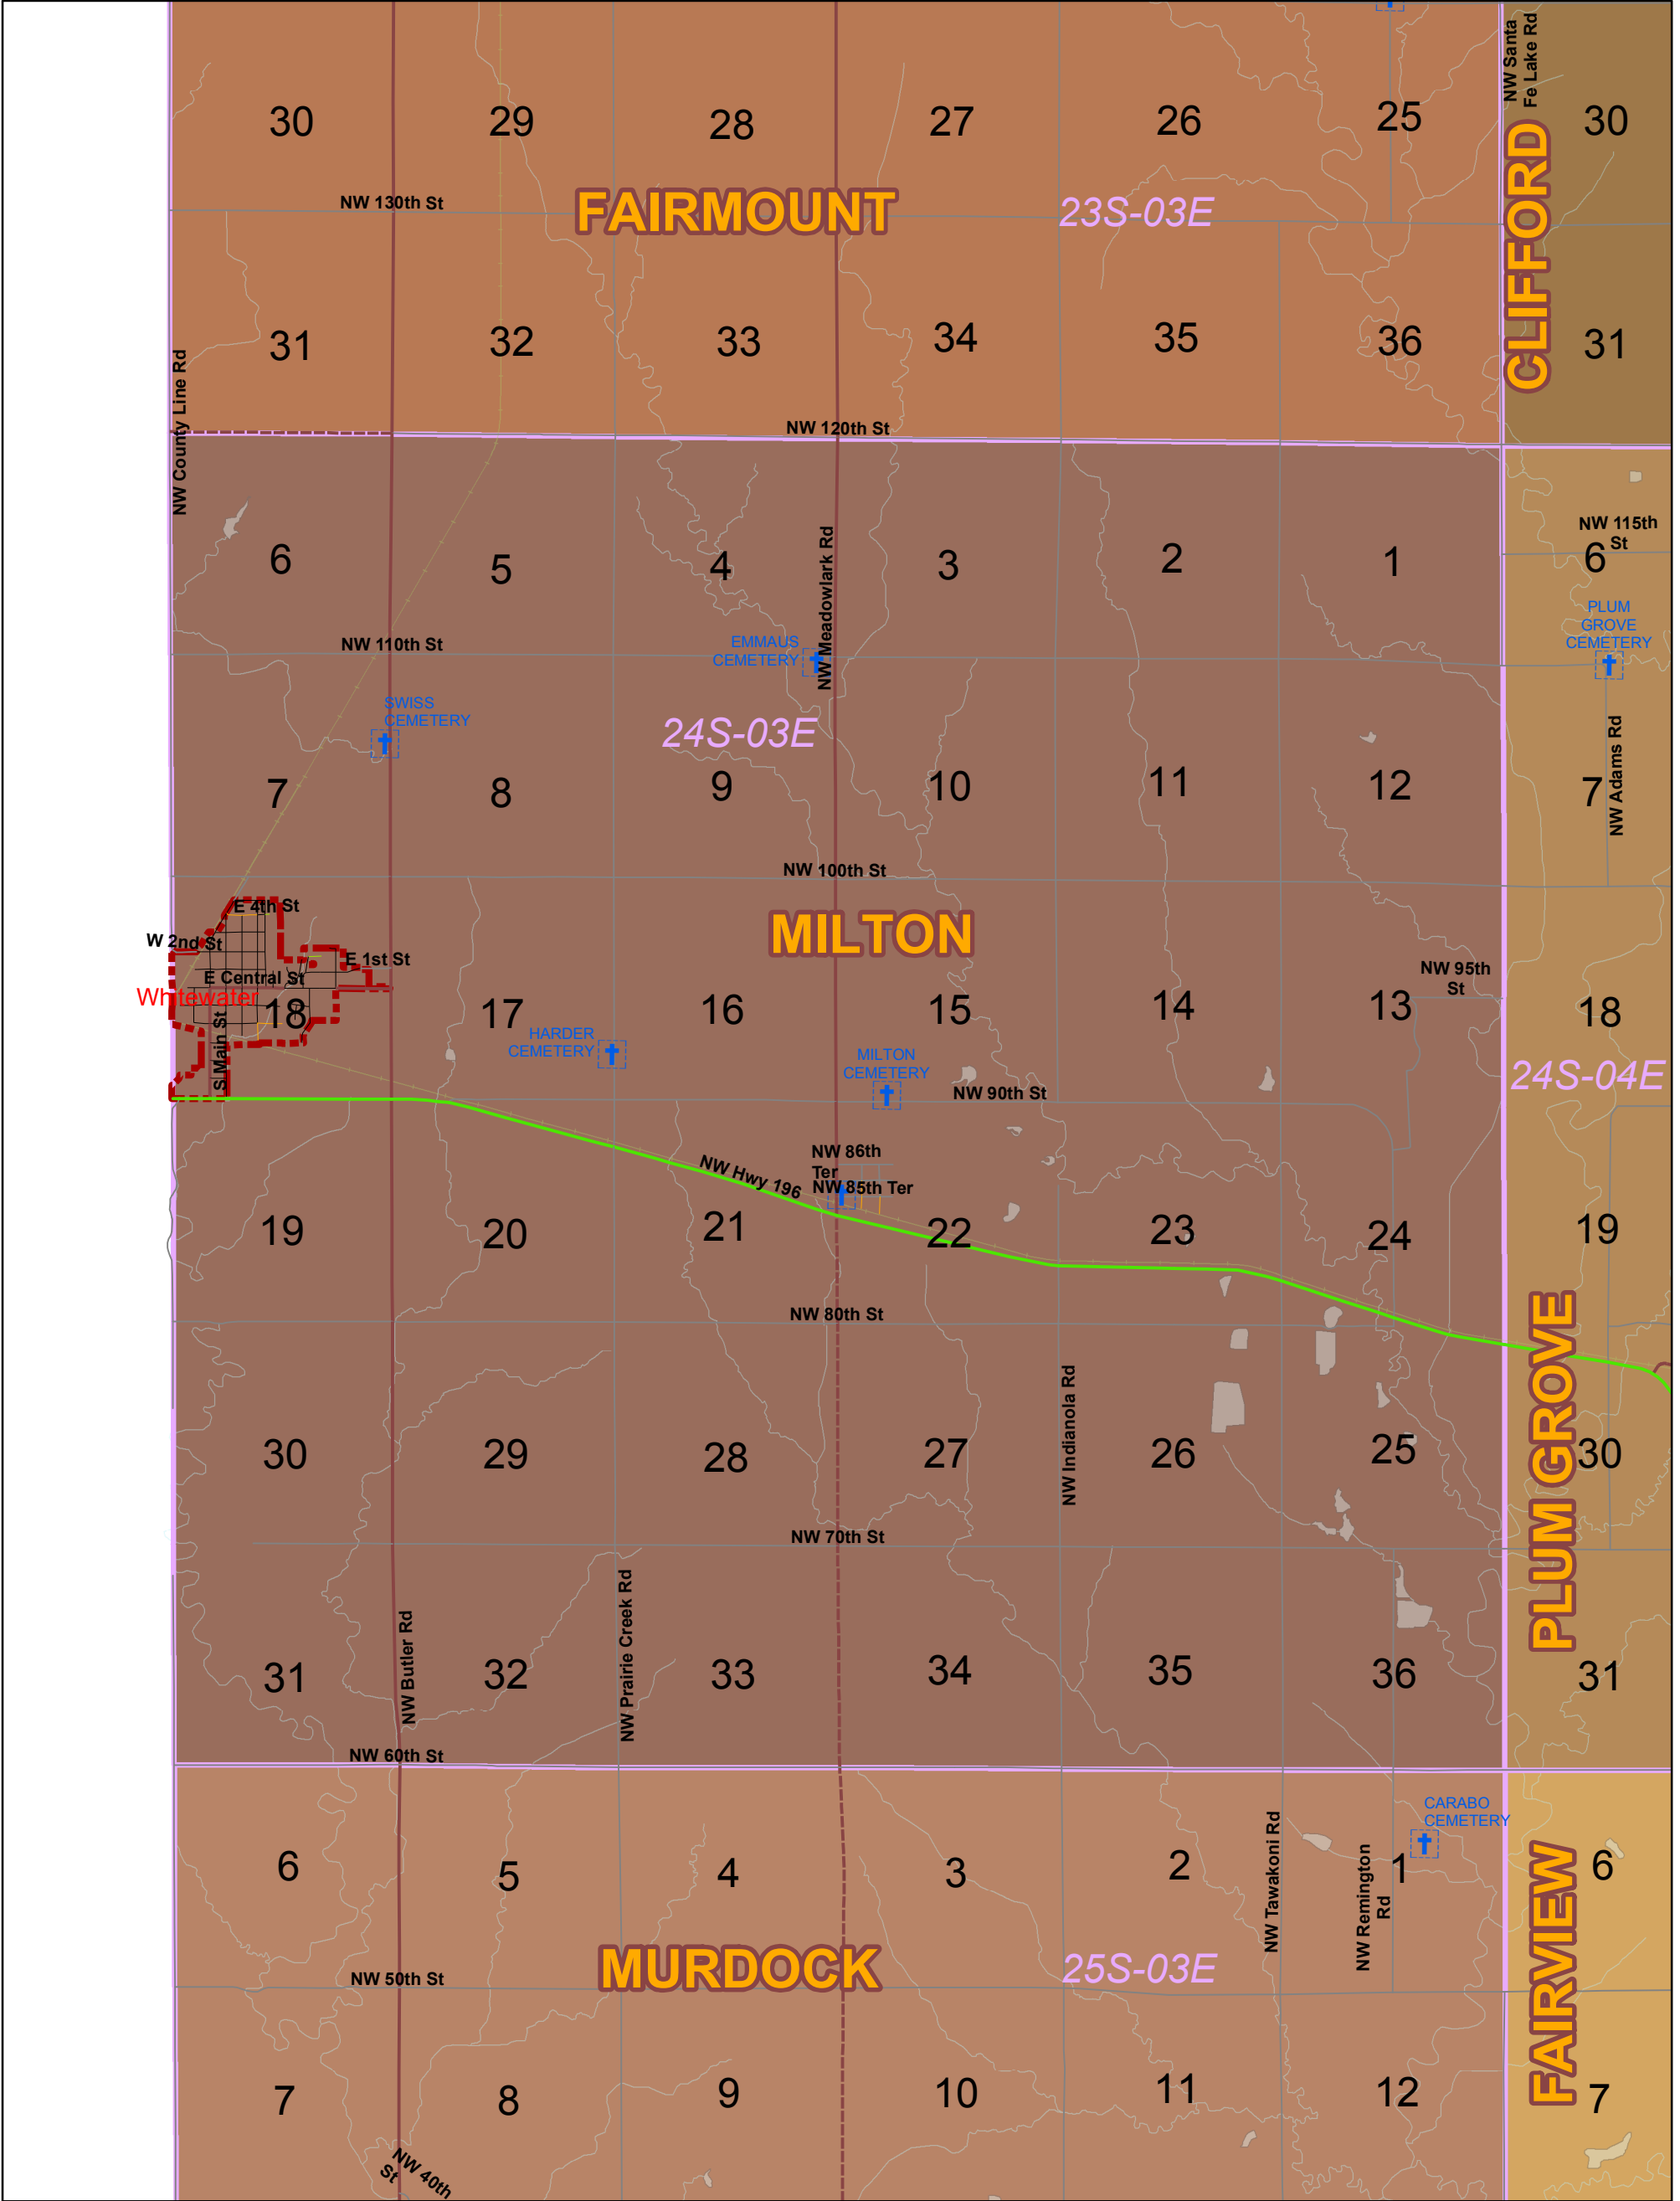 NW Santa
Fe Lake Rd
30
29
28
27
26
25
30
NW 130th St
FAIRMOUNT
23S-03E
CLIFFORD
31
32
33
34
35
36
31
NW County Line Rd
NW 120th St
NW 115th
St
6
5
4
3
2
1
6
NW Meadowlark Rd
PLUM
GROVE
CEMETERY
NW 110th St
EMMAUS
CEMETERY
SWISS
CEMETERY
24S-03E
NW Adams Rd
7
8
9
10
11
12
7
NW 100th St
E 4th St
W 2nd St
MILTON
E 1st St
E Central St
NW 95th
St
Whitewater
18
17
16
15
14
13
18
S Main St
HARDER
CEMETERY
MILTON
CEMETERY
24S-04E
NW 90th St
NW 86th
Ter
NW Hwy 196
NW 85th Ter
19
20
21
22
23
24
19
NW 80th St
PLUM GROVE
NW Indianola Rd
30
29
28
27
26
25
30
NW 70th St
NW Butler Rd
NW Prairie Creek Rd
31
32
33
34
35
36
31
NW 60th St
CARABO
CEMETERY
6
5
4
3
2
1
6
NW Tawakoni Rd
NW Remington
Rd
FAIRVIEW
MURDOCK
25S-03E
NW 50th St
7
8
9
10
11
12
7
NW 40th
St